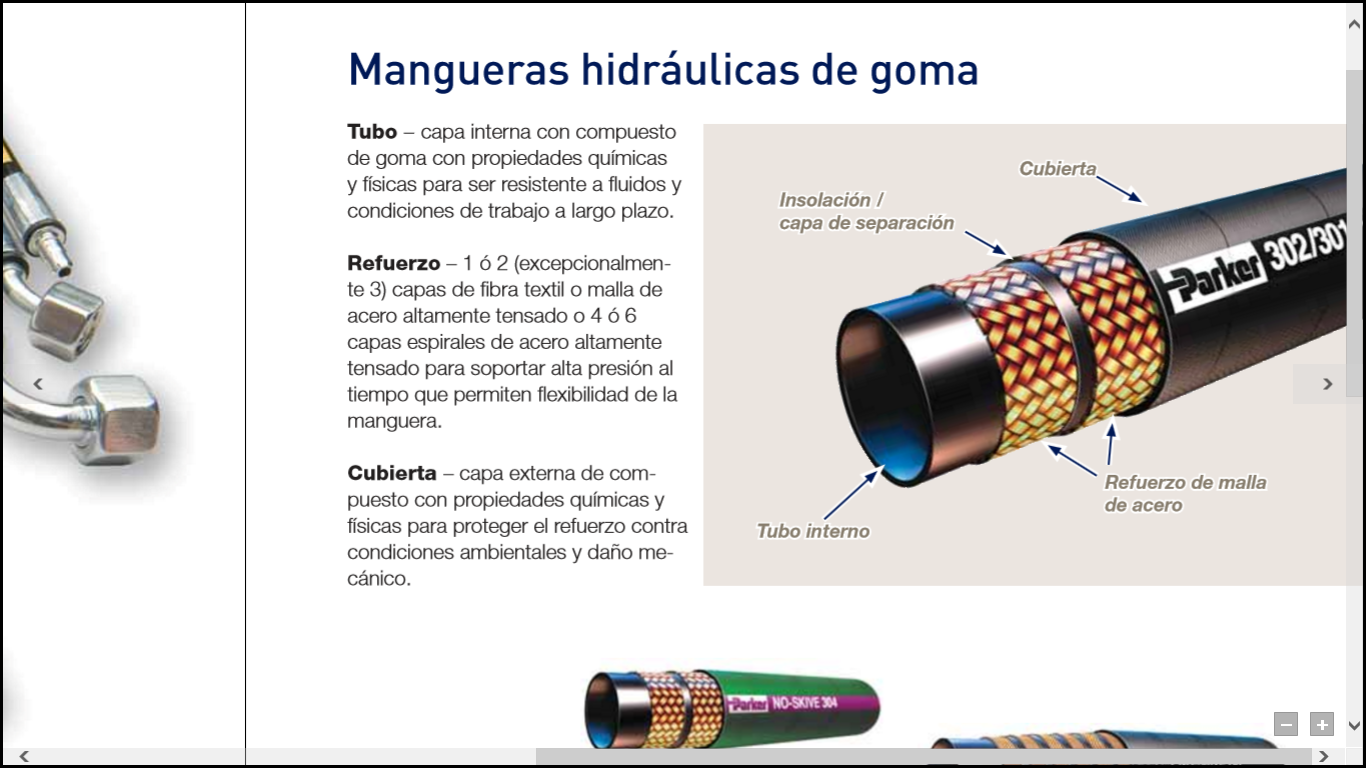 Mangueras hidráulicas de goma
Tubo – capa interna con compuesto
de goma con propiedades químicas
y físicas para ser resistente a fluidos y
condiciones de trabajo a largo plazo.
Refuerzo – 1 ó 2 (excepcionalmen-
te 3) capas de fibra textil o malla de
acero altamente tensado o 4 ó 6
capas espirales de acero altamente
tensado para soportar alta presión al
tiempo que permiten flexibilidad de la
manguera.
Cubierta – capa externa de com-
puesto con propiedades químicas y
físicas para proteger el refuerzo contra
condiciones ambientales y daño me-
cánico.
Cubierta
Insolación /
capa de separación
Parker 302/301
Refuerzo de malla
de acero
Tubo interno
Parker NO-SKIVE 304